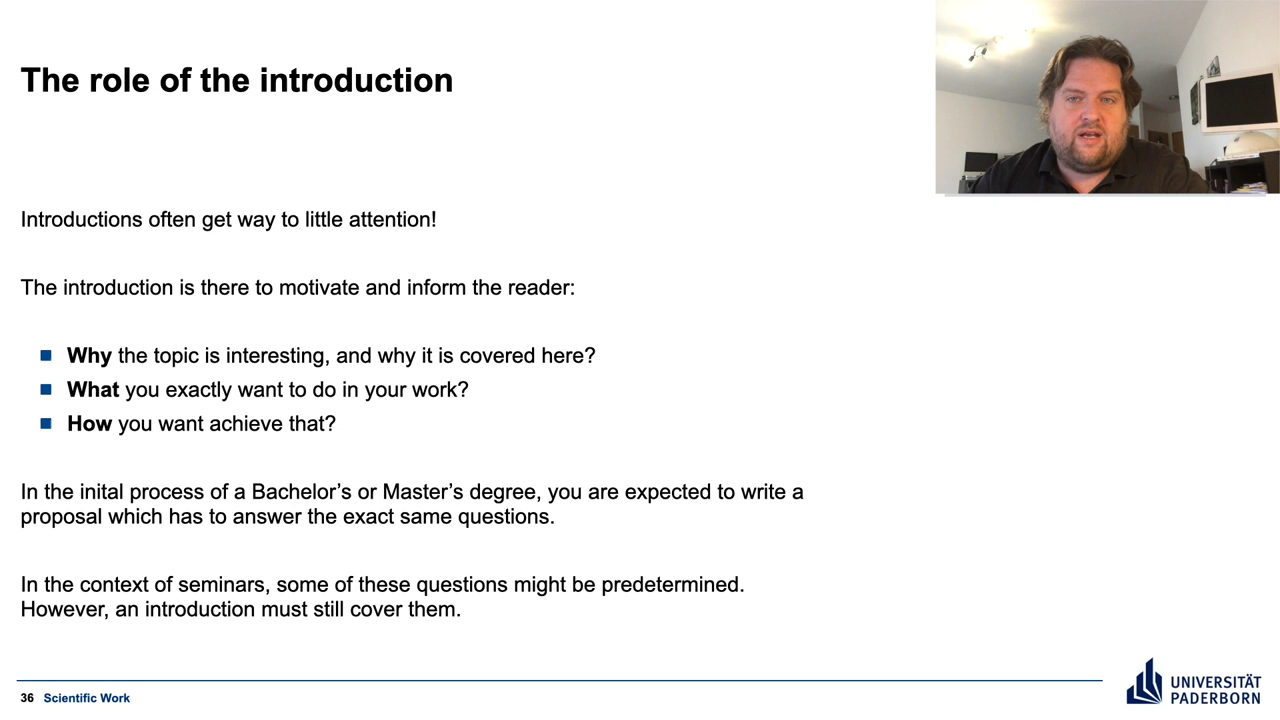 The role of the introduction
Introductions often get way to little attention!
The introduction is there to motivate and inform the reader:
Why the topic is interesting, and why it is covered here?
What you exactly want to do in your work?
How you want achieve that?
In the inital process of a Bachelor’s or Master’s degree, you are expected to write a
proposal which has to answer the exact same questions.
In the context of seminars, some of these questions might be predetermined.
However, an introduction must still cover them.
36 Scientific Work
UNIVERSITÄT
PADERBORN